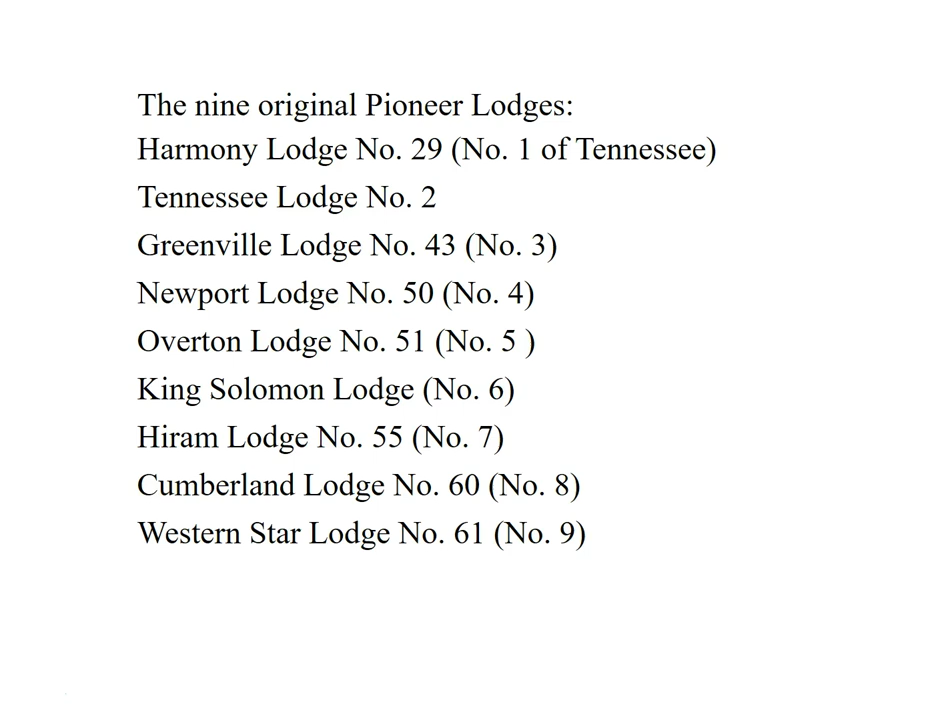 The nine original Pioneer Lodges:
Harmony Lodge No. 29 (No. 1 of Tennessee)
Tennessee Lodge No. 2
Greenville Lodge No. 43 (No. 3)
Newport Lodge No. 50 (No. 4)
Overton Lodge No. 51 (No. 5 )
King Solomon Lodge (No. 6)
Hiram Lodge No. 55 (No. 7)
Cumberland Lodge No. 60 (No. 8)
Western Star Lodge No. 61 (No. 9)